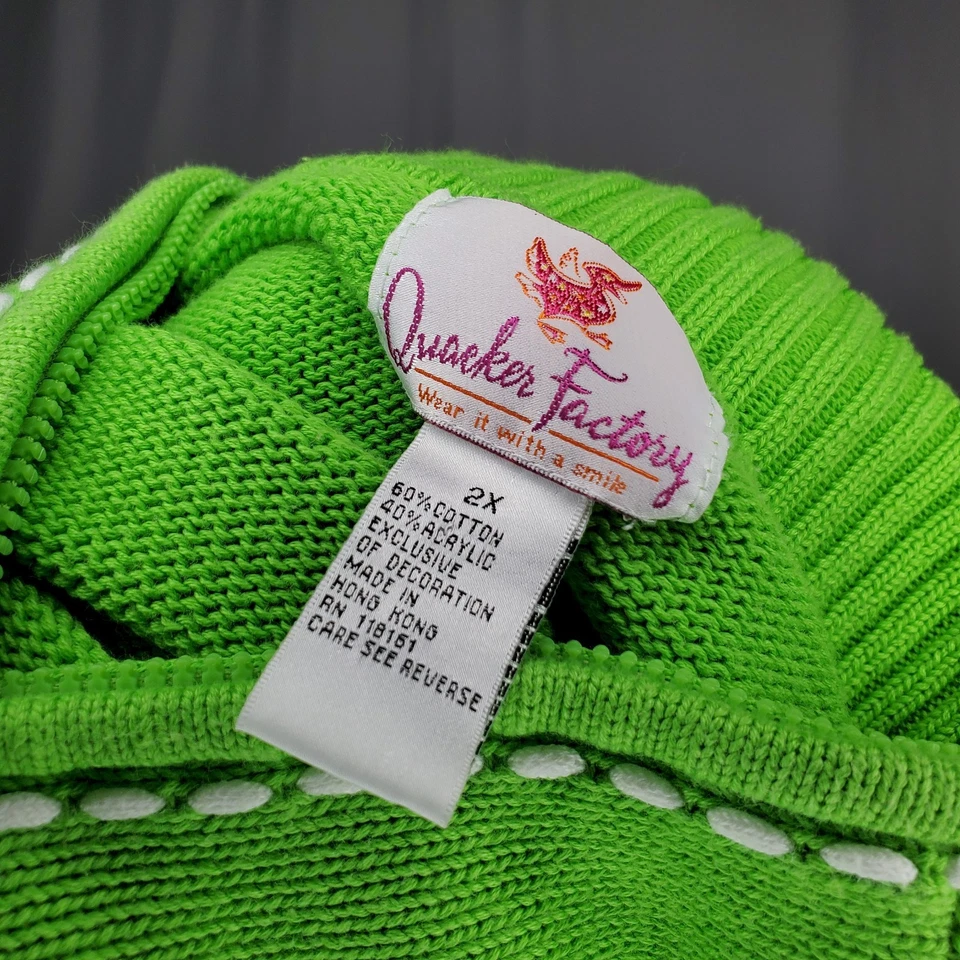 Quacker Factory
Wear it with a smile
2X
60% COTTON
40% ACRYLIC
EXCLUSIVE
OF DECORATION
MADE IN
HONG KONG
RN 118161
CARE SEE REVERSE